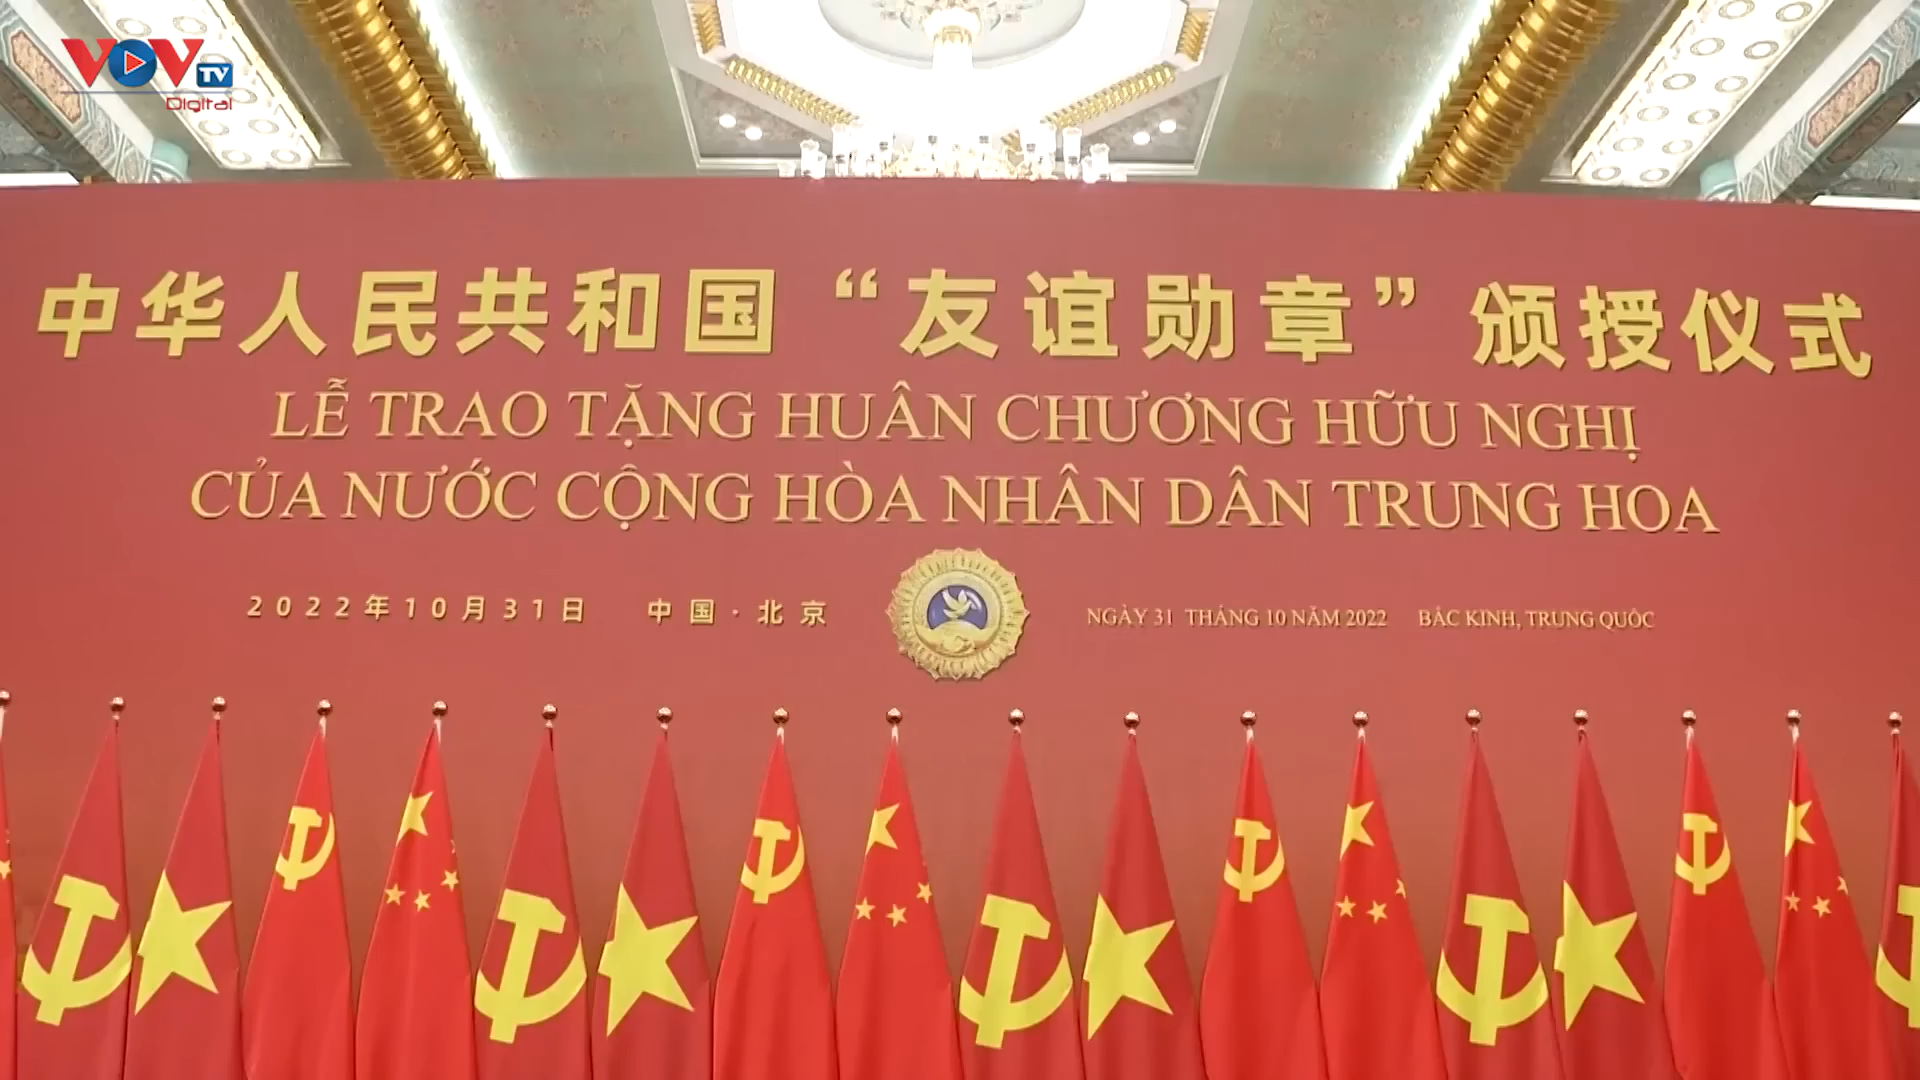 VOV TV
Digital
中华人民共和国“友谊勋章”颁授仪式
LỄ TRAO TẶNG HUÂN CHƯƠNG HỮU NGHỊ
CỦA NƯỚC CỘNG HÒA NHÂN DÂN TRUNG HOA
2022年10月31日 中国·北京
NGÀY 31 THÁNG 10 NĂM 2022 BẮC KINH, TRUNG QUỐC